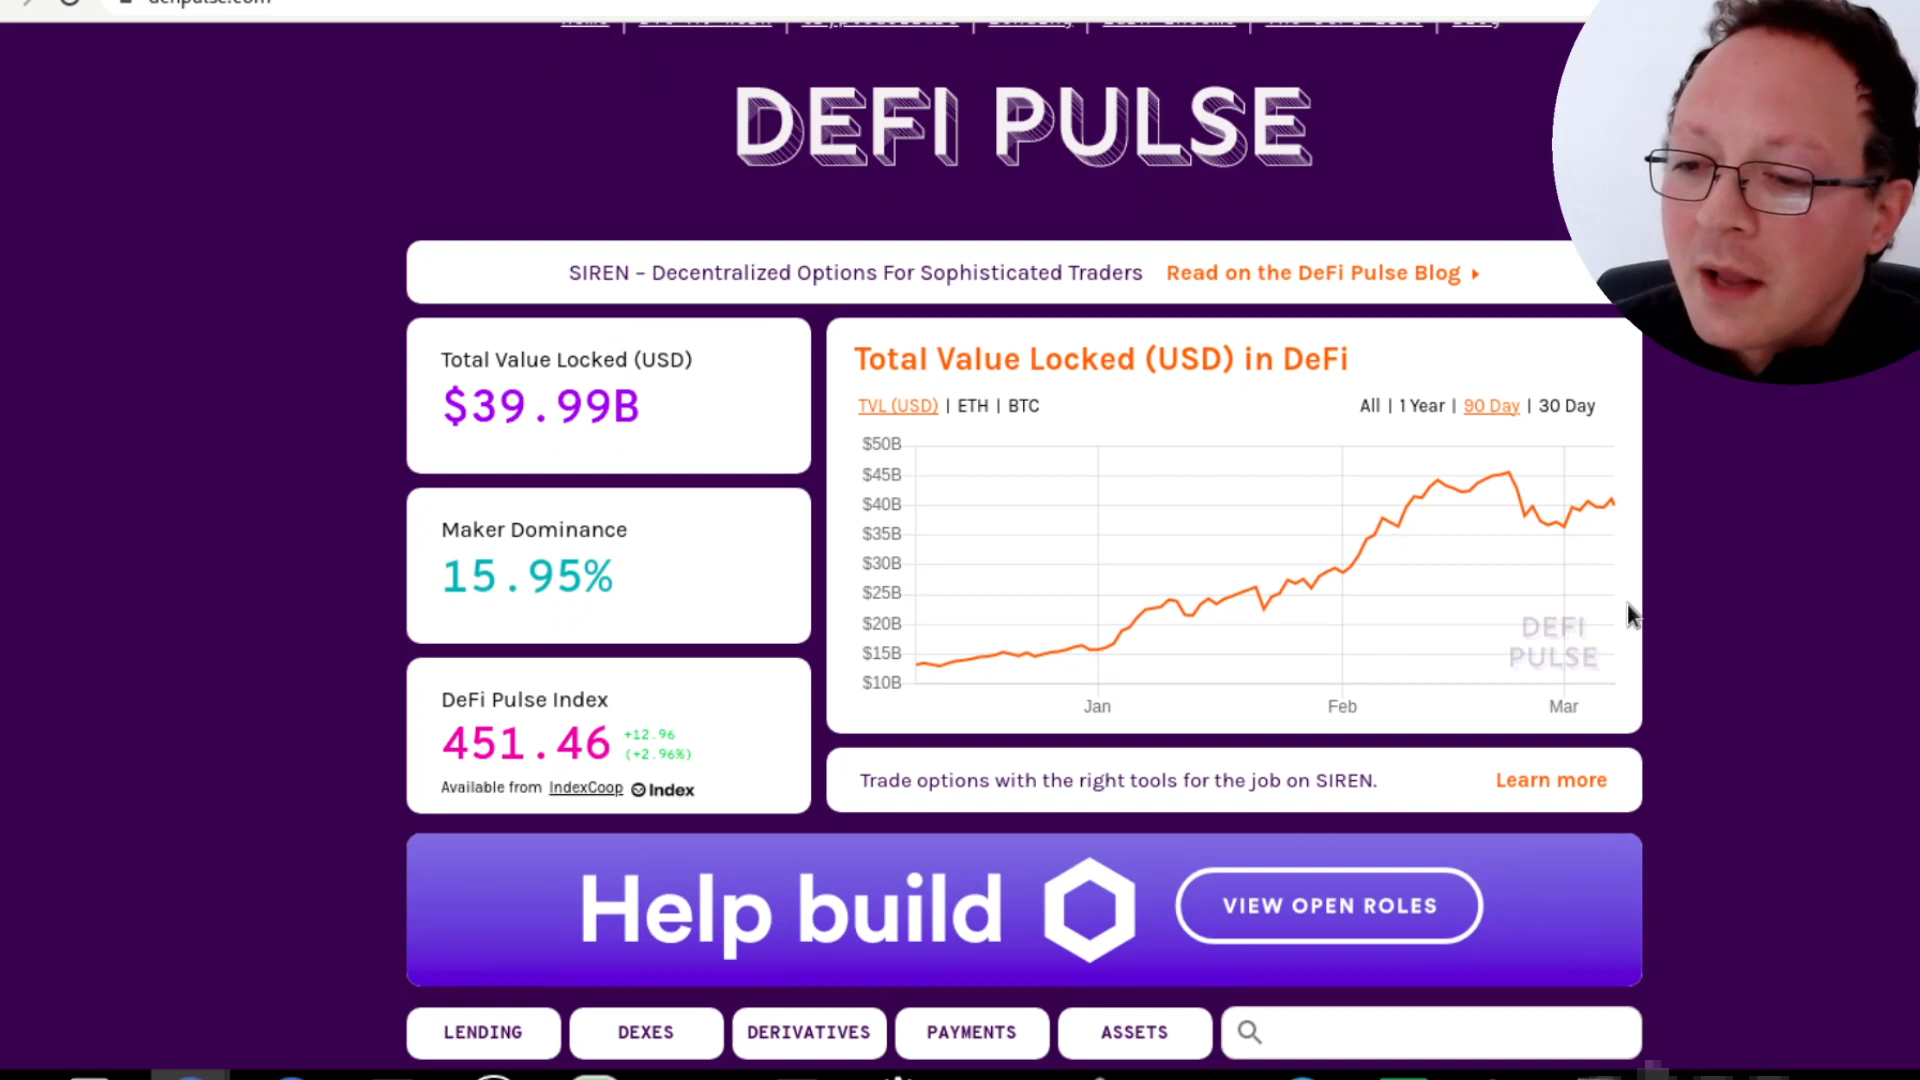 DEFI PULSE
SIREN – Decentralized Options For Sophisticated Traders Read on the DeFi Pulse Blog
Total Value Locked (USD)
$39.99B
Maker Dominance
15.95%
DeFi Pulse Index
451.46 +12.96
(+2.96%)
Available from IndexCoop Index
Total Value Locked (USD) in DeFi
TVL (USD) | ETH | BTC
All | 1 Year | 90 Day | 30 Day
$50B
$45B
$40B
$35B
$30B
$25B
$20B
$15B
$10B
Jan Feb Mar
DEFI
PULSE
Trade options with the right tools for the job on SIREN. Learn more
Help build VIEW OPEN ROLES
LENDING DEXES DERIVATIVES PAYMENTS ASSETS